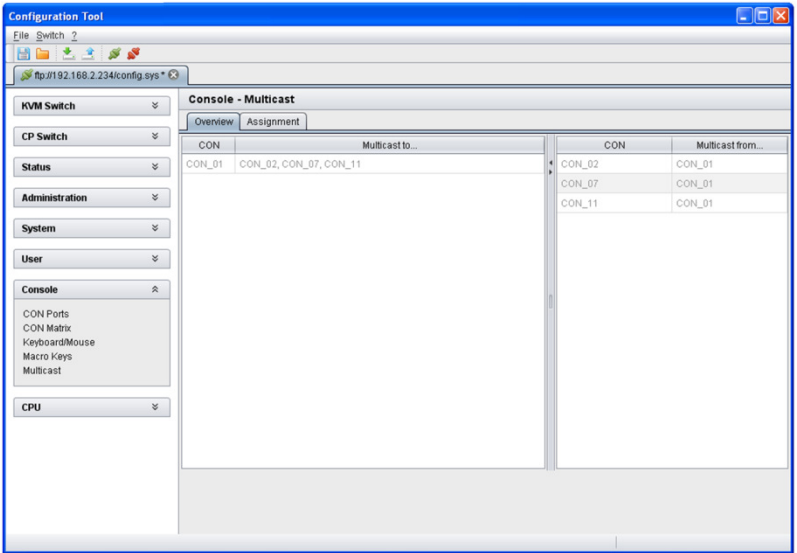 Configuration Tool
File Switch ?
ftp://192.168.2.234/config.sys *
KVM Switch
CP Switch
Status
Administration
System
User
Console
CON Ports
CON Matrix
Keyboard/Mouse
Macro Keys
Multicast
CPU
Console - Multicast
Overview Assignment
CON Multicast to...
CON_01 CON_02, CON_07, CON_11
CON Multicast from...
CON_02 CON_01
CON_07 CON_01
CON_11 CON_01